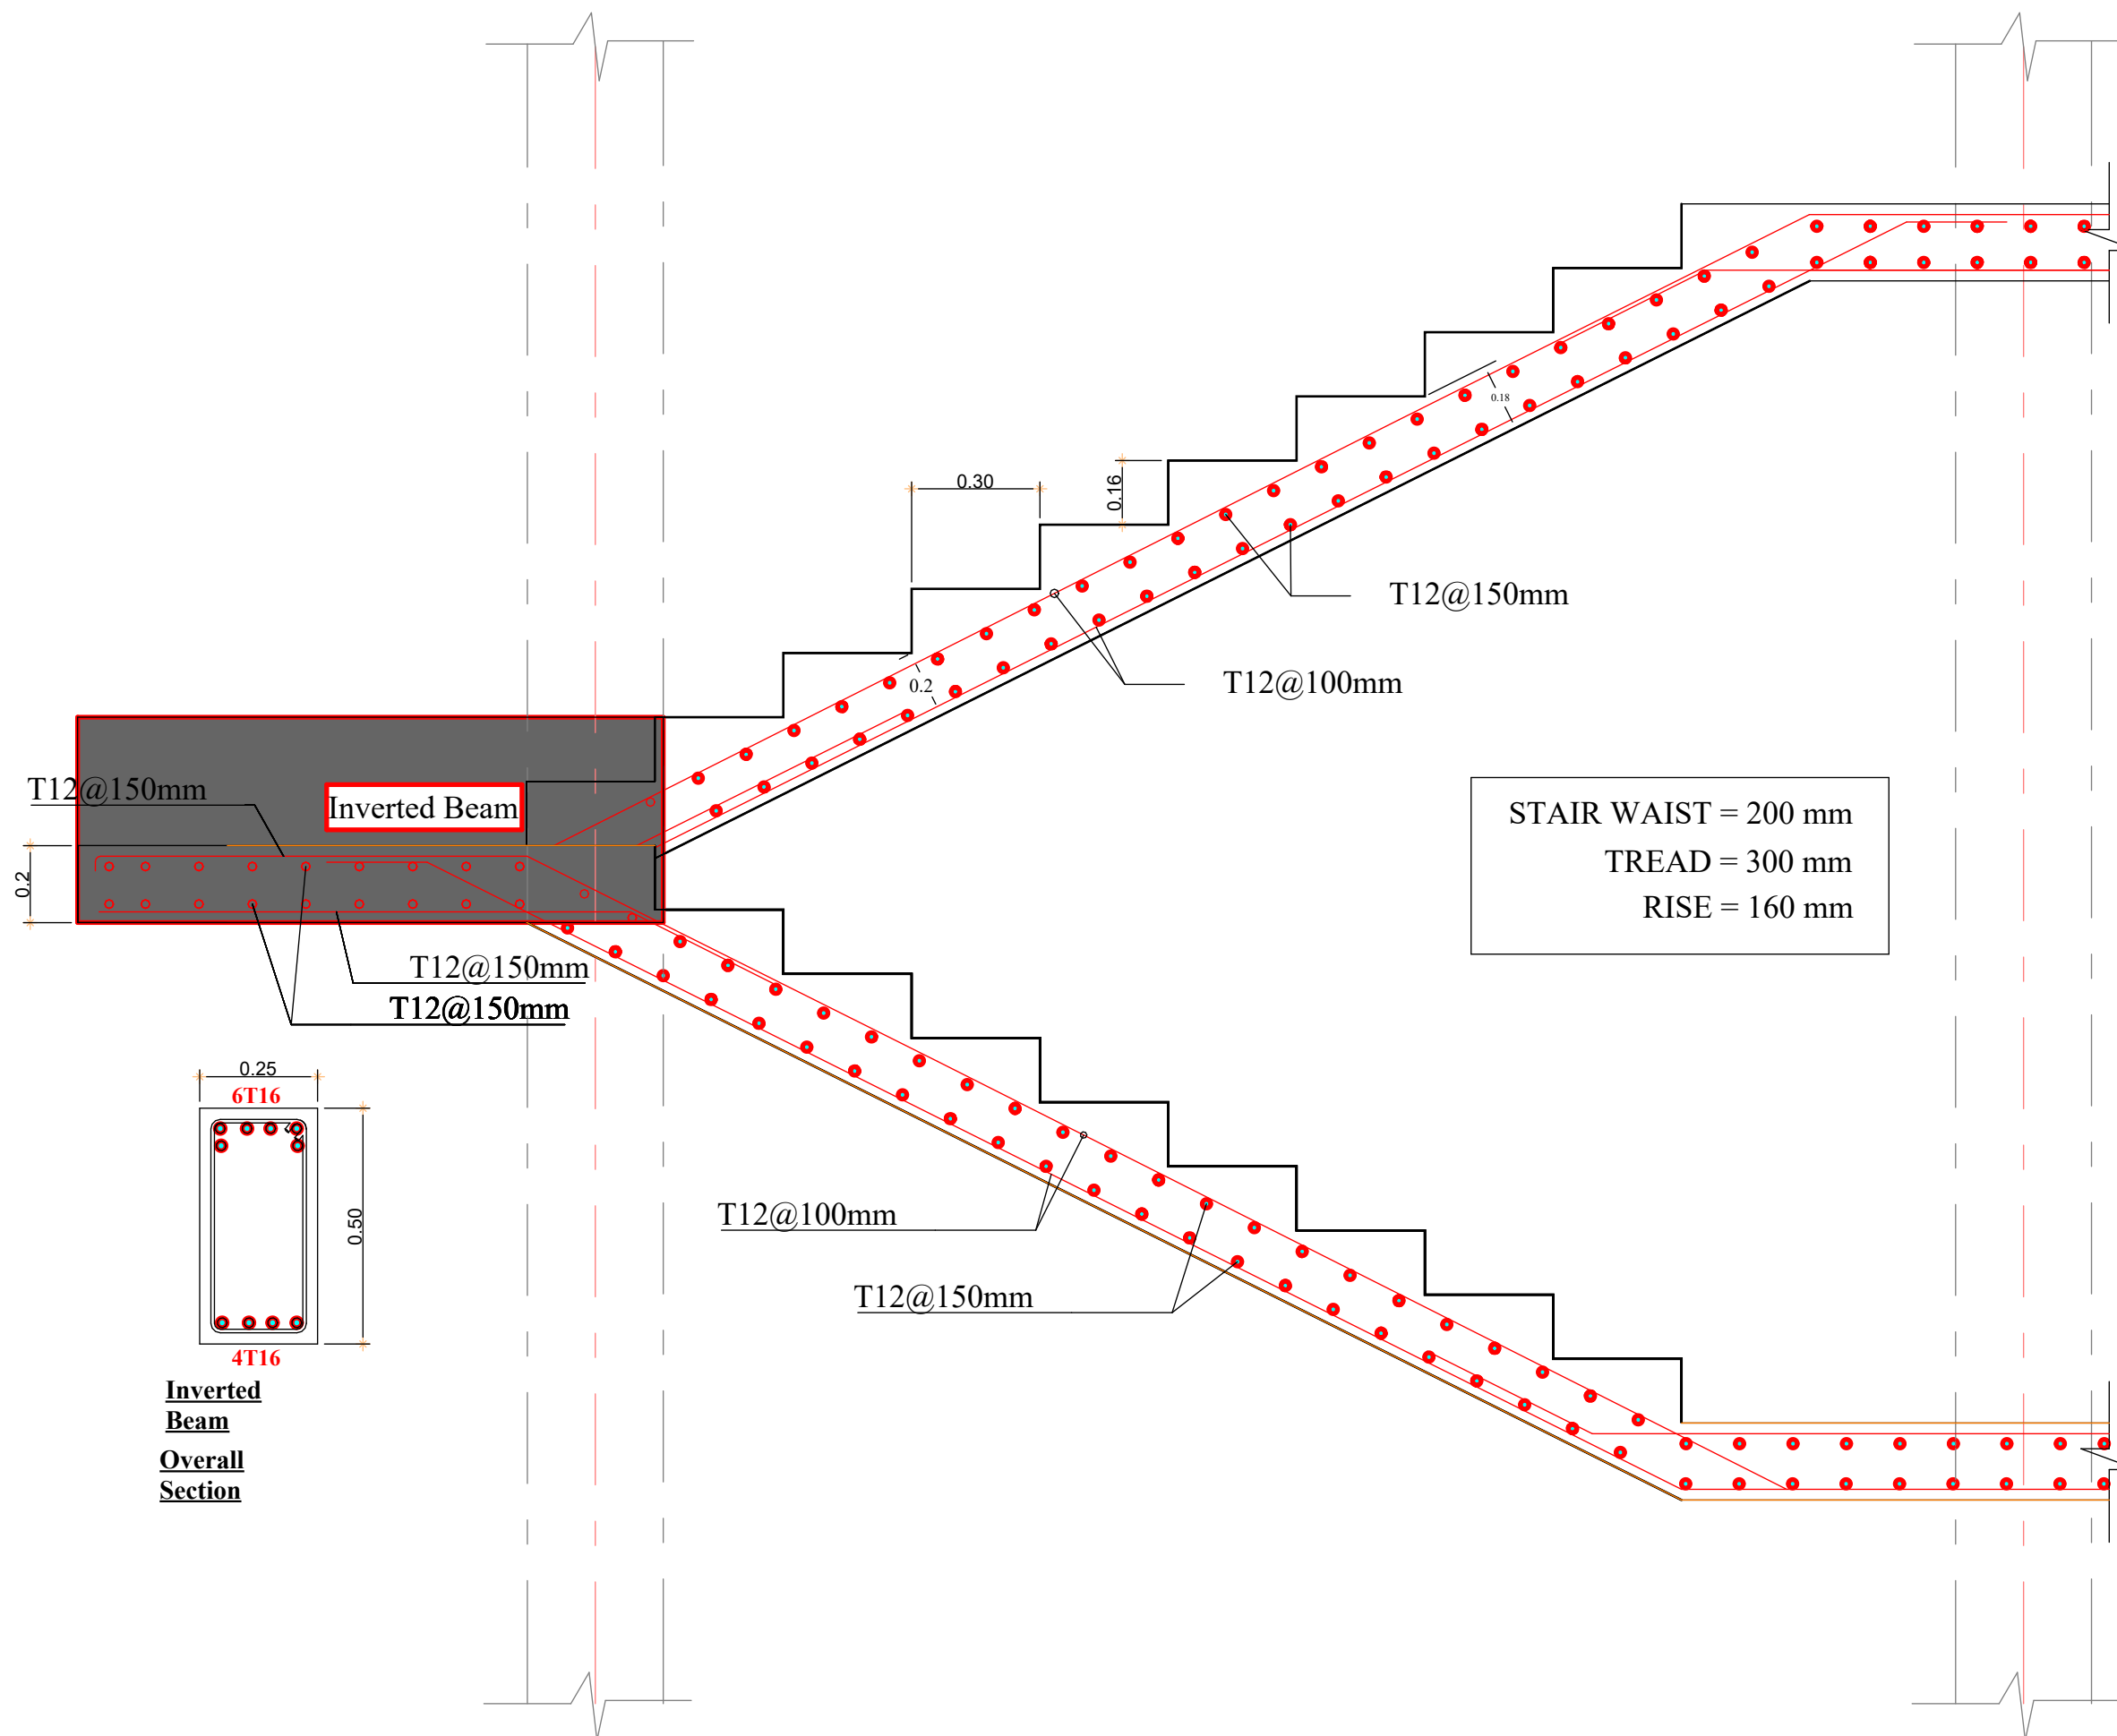 0.18
0.30
0.16
T12@150mm
0.2
T12@100mm
T12@150mm
Inverted Beam
STAIR WAIST = 200 mm
TREAD = 300 mm
RISE = 160 mm
0.2
T12@150mm
T12@150mm
0.25
6T16
0.50
4T16
Inverted
Beam
Overall
Section
T12@100mm
T12@150mm